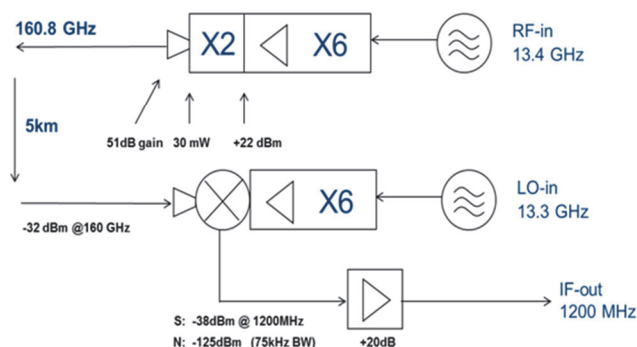 160.8 GHz
X2
X6
RF-in
13.4 GHz
5km
51dB gain
30 mW
+22 dBm
X6
LO-in
13.3 GHz
-32 dBm @160 GHz
IF-out
1200 MHz
S: -38dBm @ 1200MHz
N: -125dBm (75kHz BW)
+20dB